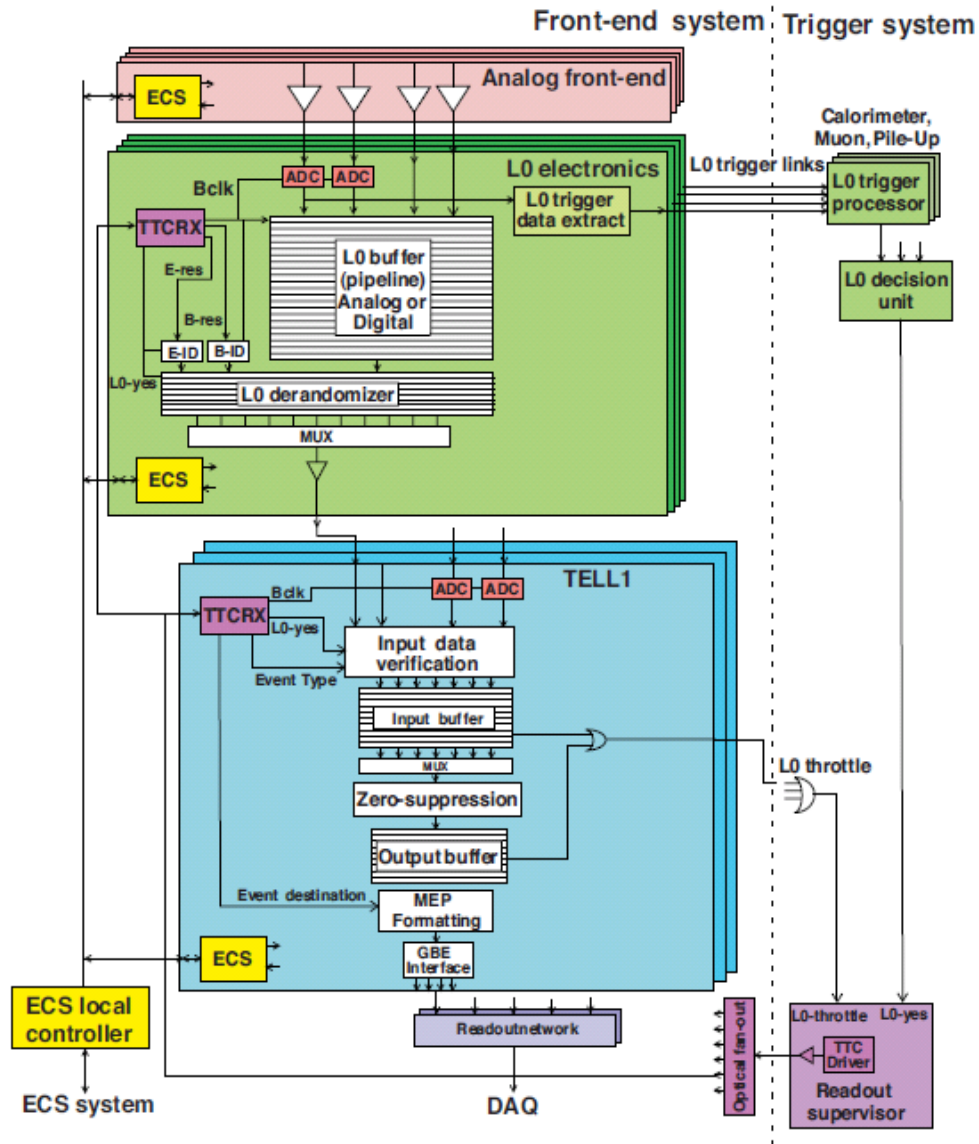 Front-end system
Trigger system
Analog front-end
ECS
Calorimeter,
Muon, Pile-Up
L0 electronics
L0 trigger links
ADC
ADC
Bclk
L0 trigger
data extract
L0 trigger
processor
TTCRX
L0 buffer
(pipeline)
Analog or
Digital
E-res
L0 decision
unit
B-res
E-ID
B-ID
L0-yes
L0 derandomizer
MUX
ECS
TELL1
Bclk
ADC
ADC
TTCRX
L0-yes
Input data
verification
Event Type
Input buffer
MUX
L0 throttle
Zero-suppression
Output buffer
Event destination
MEP
Formatting
ECS
GBE
Interface
ECS local
controller
Readoutnetwork
Optical fan-out
L0-throttle
L0-yes
TTC
Driver
Readout
supervisor
ECS system
DAQ